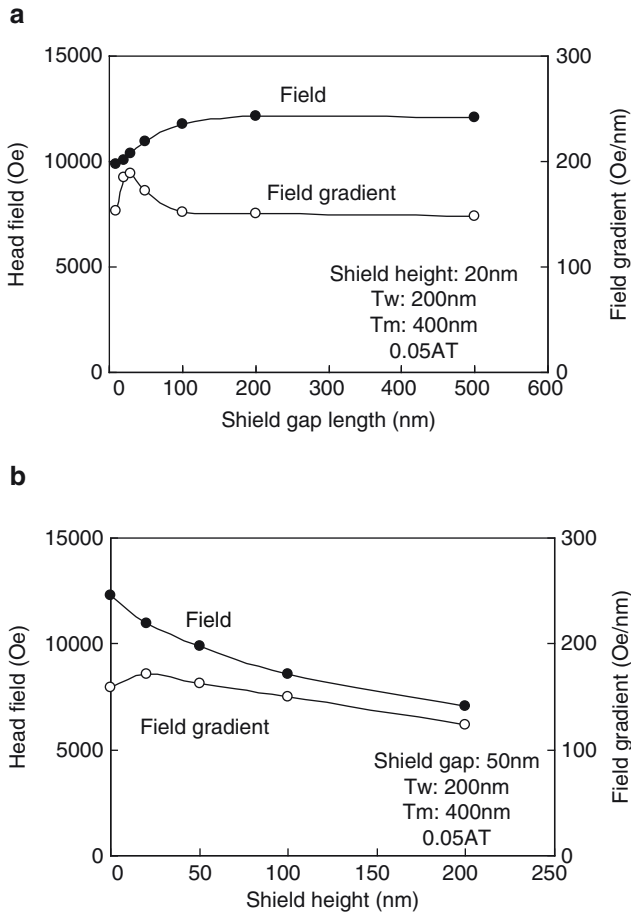 a
15000
10000
5000
0
Head field (Oe)
300
200
100
0
Field gradient (Oe/nm)
Field
Field gradient
Shield height: 20nm
Tw: 200nm
Tm: 400nm
0.05AT
0 100 200 300 400 500 600
Shield gap length (nm)
b
15000
10000
5000
0
Head field (Oe)
300
200
100
0
Field gradient (Oe/nm)
Field
Field gradient
Shield gap: 50nm
Tw: 200nm
Tm: 400nm
0.05AT
0 50 100 150 200 250
Shield height (nm)